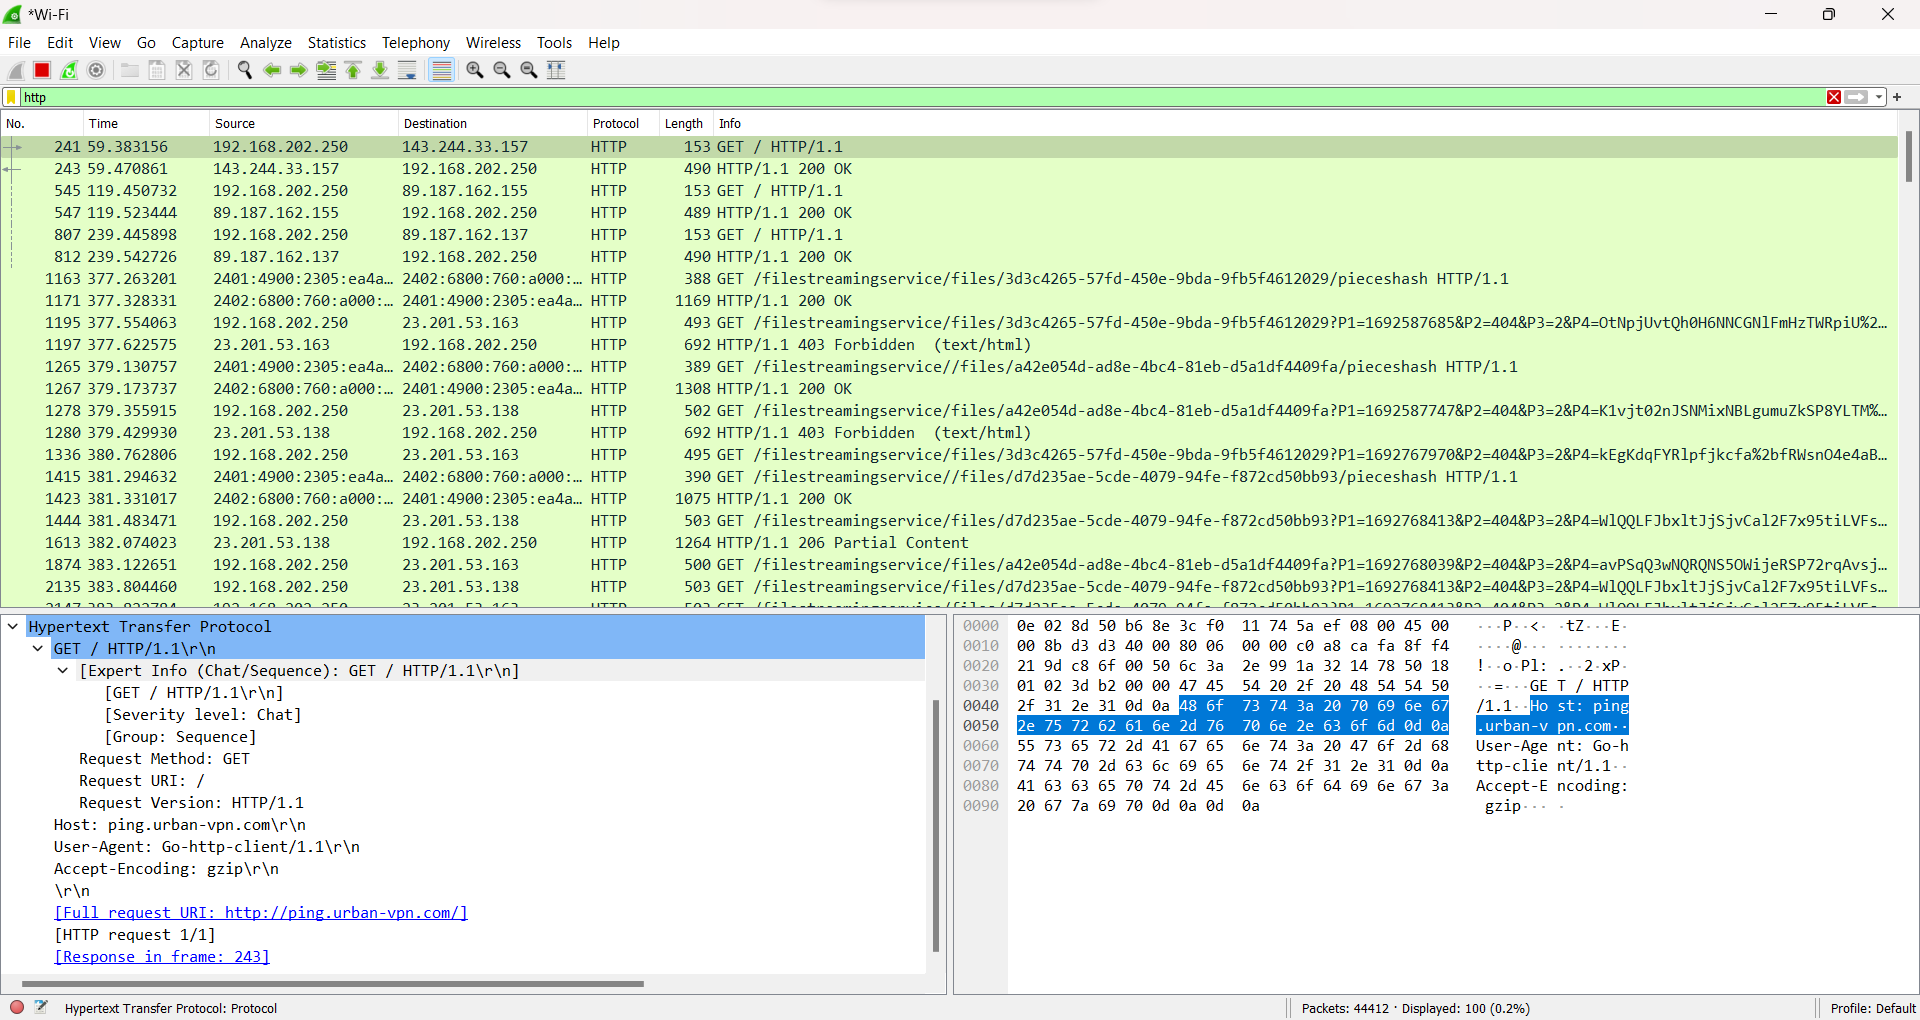 *Wi-Fi
File Edit View Go Capture Analyze Statistics Telephony Wireless Tools Help
http
No. Time Source Destination Protocol Length Info
241 59.383156 192.168.202.250 143.244.33.157 HTTP 153 GET / HTTP/1.1
243 59.470861 143.244.33.157 192.168.202.250 HTTP 490 HTTP/1.1 200 OK
545 119.450732 192.168.202.250 89.187.162.155 HTTP 153 GET / HTTP/1.1
547 119.523444 89.187.162.155 192.168.202.250 HTTP 489 HTTP/1.1 200 OK
807 239.445898 192.168.202.250 89.187.162.137 HTTP 153 GET / HTTP/1.1
812 239.542726 89.187.162.137 192.168.202.250 HTTP 490 HTTP/1.1 200 OK
1163 377.263201 2401:4900:2305:ea4a… 2402:6800:760:a000:… HTTP 388 GET /filestreamingservice/files/3d3c4265-57fd-450e-9bda-9fb5f4612029/pieceshash HTTP/1.1
1171 377.328331 2402:6800:760:a000:… 2401:4900:2305:ea4a… HTTP 1169 HTTP/1.1 200 OK
1195 377.554063 192.168.202.250 23.201.53.163 HTTP 493 GET /filestreamingservice/files/3d3c4265-57fd-450e-9bda-9fb5f4612029?P1=1692587685&P2=404&P3=2&P4=OtNpjUvtQh0H6NNCGNlFmHzTWRpiU%2…
1197 377.622575 23.201.53.163 192.168.202.250 HTTP 692 HTTP/1.1 403 Forbidden (text/html)
1265 379.130757 2401:4900:2305:ea4a… 2402:6800:760:a000:… HTTP 389 GET /filestreamingservice//files/a42e054d-ad8e-4bc4-81eb-d5a1df4409fa/pieceshash HTTP/1.1
1267 379.173737 2402:6800:760:a000:… 2401:4900:2305:ea4a… HTTP 1308 HTTP/1.1 200 OK
1278 379.355915 192.168.202.250 23.201.53.138 HTTP 502 GET /filestreamingservice/files/a42e054d-ad8e-4bc4-81eb-d5a1df4409fa?P1=1692587747&P2=404&P3=2&P4=K1vjt02nJSNMixNBLgumuZkSP8YLTM%…
1280 379.429930 23.201.53.138 192.168.202.250 HTTP 692 HTTP/1.1 403 Forbidden (text/html)
1336 380.762806 192.168.202.250 23.201.53.163 HTTP 495 GET /filestreamingservice/files/3d3c4265-57fd-450e-9bda-9fb5f4612029?P1=1692767970&P2=404&P3=2&P4=kEgKdqFYRlpfjkcfa%2bfRWsnO4e4aB…
1415 381.294632 2401:4900:2305:ea4a… 2402:6800:760:a000:… HTTP 390 GET /filestreamingservice//files/d7d235ae-5cde-4079-94fe-f872cd50bb93/pieceshash HTTP/1.1
1423 381.331017 2402:6800:760:a000:… 2401:4900:2305:ea4a… HTTP 1075 HTTP/1.1 200 OK
1444 381.483471 192.168.202.250 23.201.53.138 HTTP 503 GET /filestreamingservice/files/d7d235ae-5cde-4079-94fe-f872cd50bb93?P1=1692768413&P2=404&P3=2&P4=WlQQLFJbxltJjSjvCal2F7x95tiLVFs…
1613 382.074023 23.201.53.138 192.168.202.250 HTTP 1264 HTTP/1.1 206 Partial Content
1874 383.122651 192.168.202.250 23.201.53.163 HTTP 500 GET /filestreamingservice/files/a42e054d-ad8e-4bc4-81eb-d5a1df4409fa?P1=1692768039&P2=404&P3=2&P4=avPSqQ3wNQRQNS5OWijeRSP72rqAvsj…
2135 383.804460 192.168.202.250 23.201.53.138 HTTP 503 GET /filestreamingservice/files/d7d235ae-5cde-4079-94fe-f872cd50bb93?P1=1692768413&P2=404&P3=2&P4=WlQQLFJbxltJjSjvCal2F7x95tiLVFs…
Hypertext Transfer Protocol
GET / HTTP/1.1\r\n
[Expert Info (Chat/Sequence): GET / HTTP/1.1\r\n]
[GET / HTTP/1.1\r\n]
[Severity level: Chat]
[Group: Sequence]
Request Method: GET
Request URI: /
Request Version: HTTP/1.1
Host: ping.urban-vpn.com\r\n
User-Agent: Go-http-client/1.1\r\n
Accept-Encoding: gzip\r\n
\r\n
[Full request URI: http://ping.urban-vpn.com/]
[HTTP request 1/1]
[Response in frame: 243]
0000 0e 02 8d 50 b6 8e 3c f0 11 74 5a ef 08 00 45 00 ···P··<· ·tZ···E·
0010 00 8b d3 d3 40 00 80 06 00 00 c0 a8 ca fa 8f f4 ····@··· ········
0020 21 9d c8 6f 00 50 6c 3a 2e 99 1a 32 14 78 50 18 !··o·Pl: .··2·xP·
0030 01 02 3d b2 00 00 47 45 54 20 2f 20 48 54 54 50 ··=···GE T / HTTP
0040 2f 31 2e 31 0d 0a 48 6f 73 74 3a 20 70 69 6e 67 /1.1··Ho st: ping
0050 2e 75 72 62 61 6e 2d 76 70 6e 2e 63 6f 6d 0d 0a .urban-v pn.com··
0060 55 73 65 72 2d 41 67 65 6e 74 3a 20 47 6f 2d 68 User-Age nt: Go-h
0070 74 74 70 2d 63 6c 69 65 6e 74 2f 31 2e 31 0d 0a ttp-clie nt/1.1··
0080 41 63 63 65 70 74 2d 45 6e 63 6f 64 69 6e 67 3a Accept-E ncoding:
0090 20 67 7a 69 70 0d 0a 0d 0a gzip··· ·
Hypertext Transfer Protocol: Protocol
Packets: 44412 · Displayed: 100 (0.2%)
Profile: Default